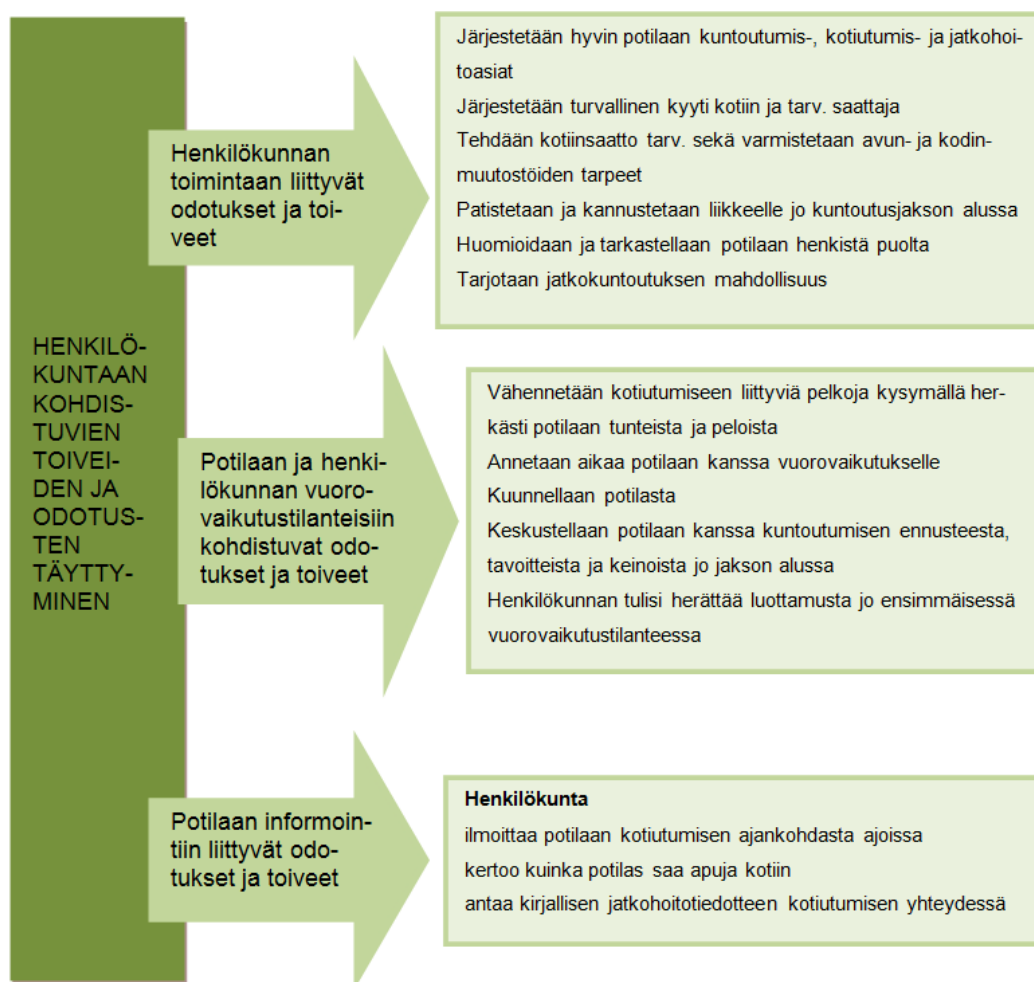 HENKILÖ-
KUNTAAN
KOHDIS-
TUVIEN
TOIVEI-
DEN JA
ODOTUS-
TEN
TÄYTTY-
MINEN
Henkilökunnan
toimintaan liittyvät
odotukset ja toi-
veet
Järjestetään hyvin potilaan kuntoutumis-, kotiutumis- ja jatkohoi-
toasiat
Järjestetään turvallinen kyyti kotiin ja tarv. saattaja
Tehdään kotiinsaatto tarv. sekä varmistetaan avun- ja kodin-
muutostöiden tarpeet
Patistetaan ja kannustetaan liikkeelle jo kuntoutusjakson alussa
Huomioidaan ja tarkastellaan potilaan henkistä puolta
Tarjotaan jatkokuntoutuksen mahdollisuus
Potilaan ja henki-
lökunnan vuoro-
vaikutustilanteisiin
kohdistuvat odo-
tukset ja toiveet
Vähennetään kotiutumiseen liittyviä pelkoja kysymällä her-
kästi potilaan tunteista ja peloista
Annetaan aikaa potilaan kanssa vuorovaikutukselle
Kuunnellaan potilasta
Keskustellaan potilaan kanssa kuntoutumisen ennusteesta,
tavoitteista ja keinoista jo jakson alussa
Henkilökunnan tulisi herättää luottamusta jo ensimmäisessä
vuorovaikutustilanteessa
Potilaan informoin-
tiin liittyvät odo-
tukset ja toiveet
Henkilökunta
ilmoittaa potilaan kotiutumisen ajankohdasta ajoissa
kertoo kuinka potilas saa apuja kotiin
antaa kirjallisen jatkohoitotiedotteen kotiutumisen yhteydessä